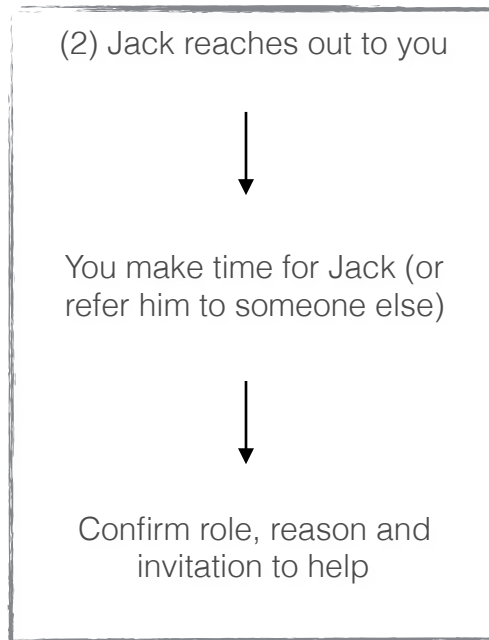 (2) Jack reaches out to you
You make time for Jack (or
refer him to someone else)
Confirm role, reason and
invitation to help